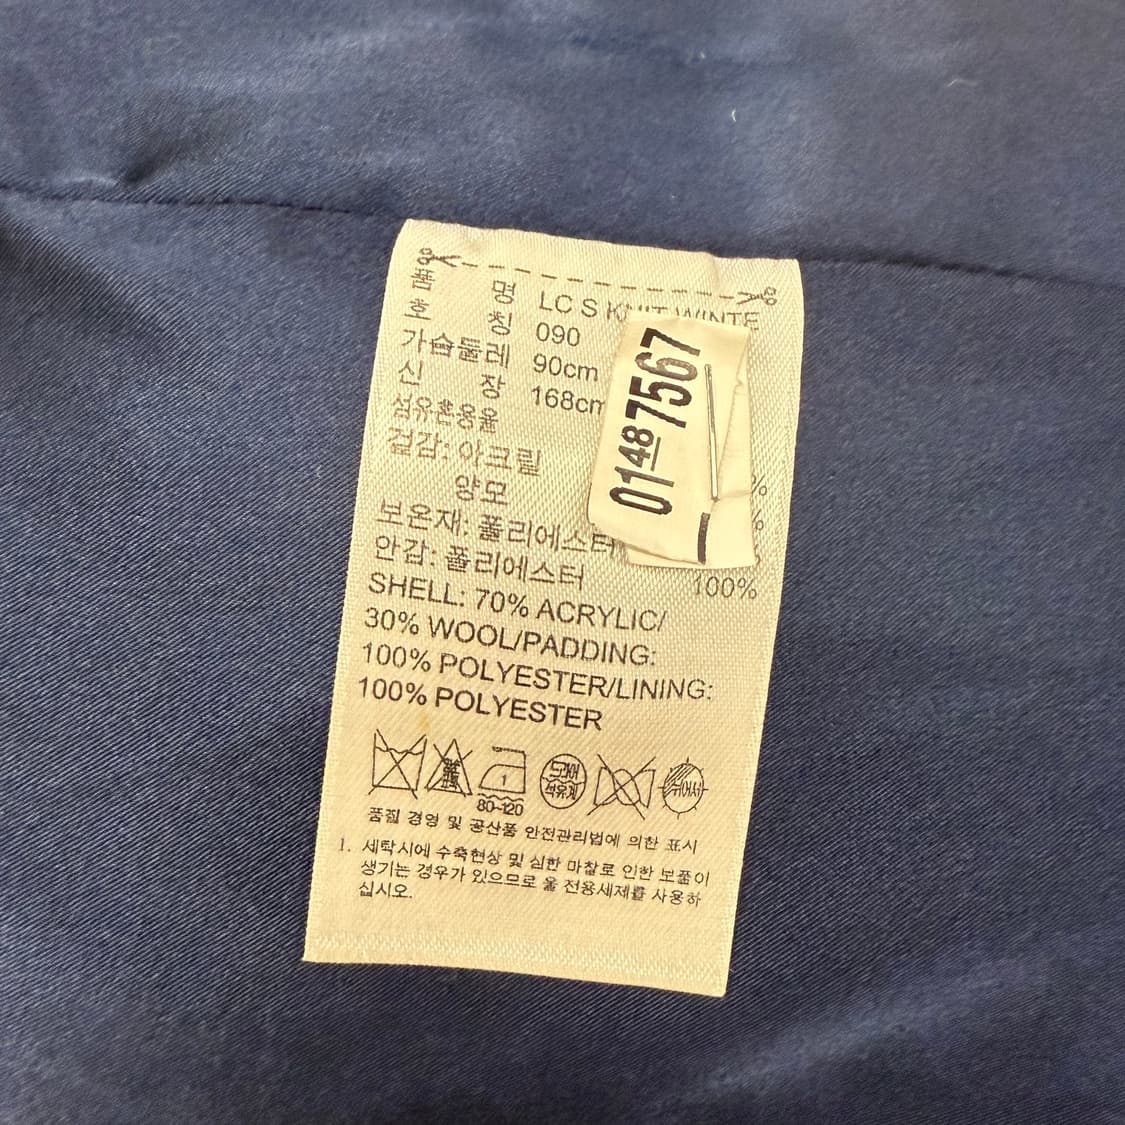 품 명 LC S KNIT WINTE
호 칭 090
가슴둘레 90cm
신 장 168cm
섬유혼용율
겉감: 아크릴 %
양모 %
보온재: 폴리에스터
안감: 폴리에스터 100%
SHELL: 70% ACRYLIC/
30% WOOL/PADDING:
100% POLYESTER/LINING:
100% POLYESTER
01487567
1
80~120
드라이
석유계
품질 경영 및 공산품 안전관리법에 의한 표시
1. 세탁시에 수축현상 및 심한 마찰로 인한 보풀이
생기는 경우가 있으므로 울 전용세제를 사용하
십시오.